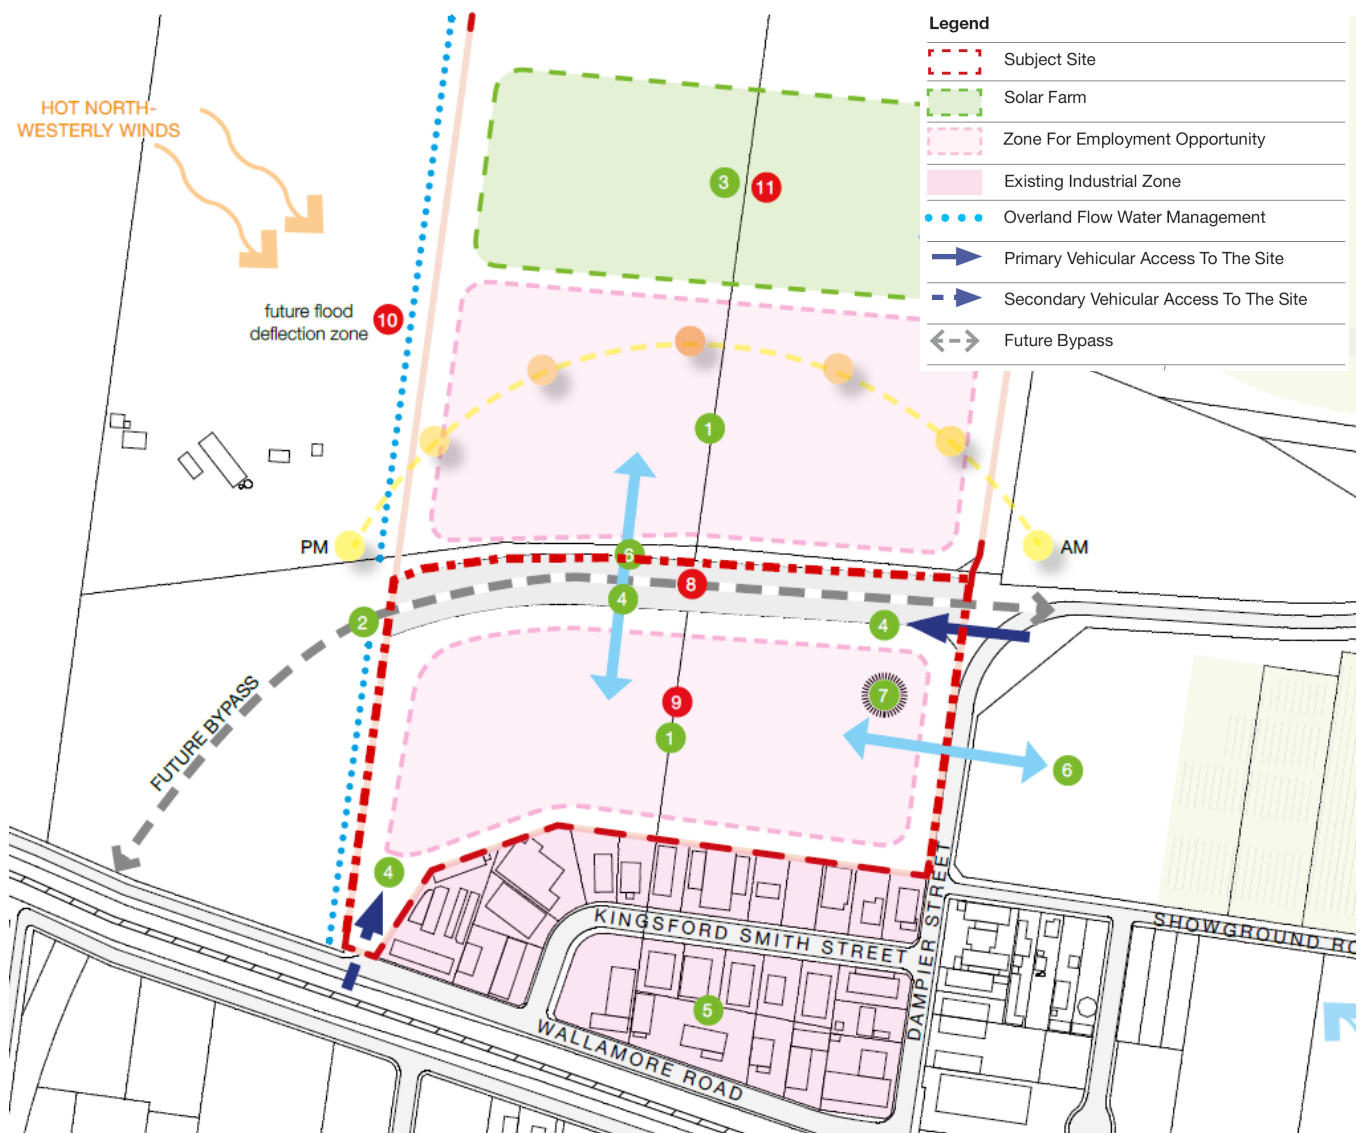 Legend
Subject Site
Solar Farm
Zone For Employment Opportunity
Existing Industrial Zone
Overland Flow Water Management
Primary Vehicular Access To The Site
Secondary Vehicular Access To The Site
Future Bypass
HOT NORTH-
WESTERLY WINDS
3
11
future flood
deflection zone
10
1
PM
AM
6
8
4
2
4
7
9
1
6
FUTURE BYPASS
4
KINGSFORD SMITH STREET
DAMPIER STREET
SHOWGROUND RO
5
WALLAMORE ROAD